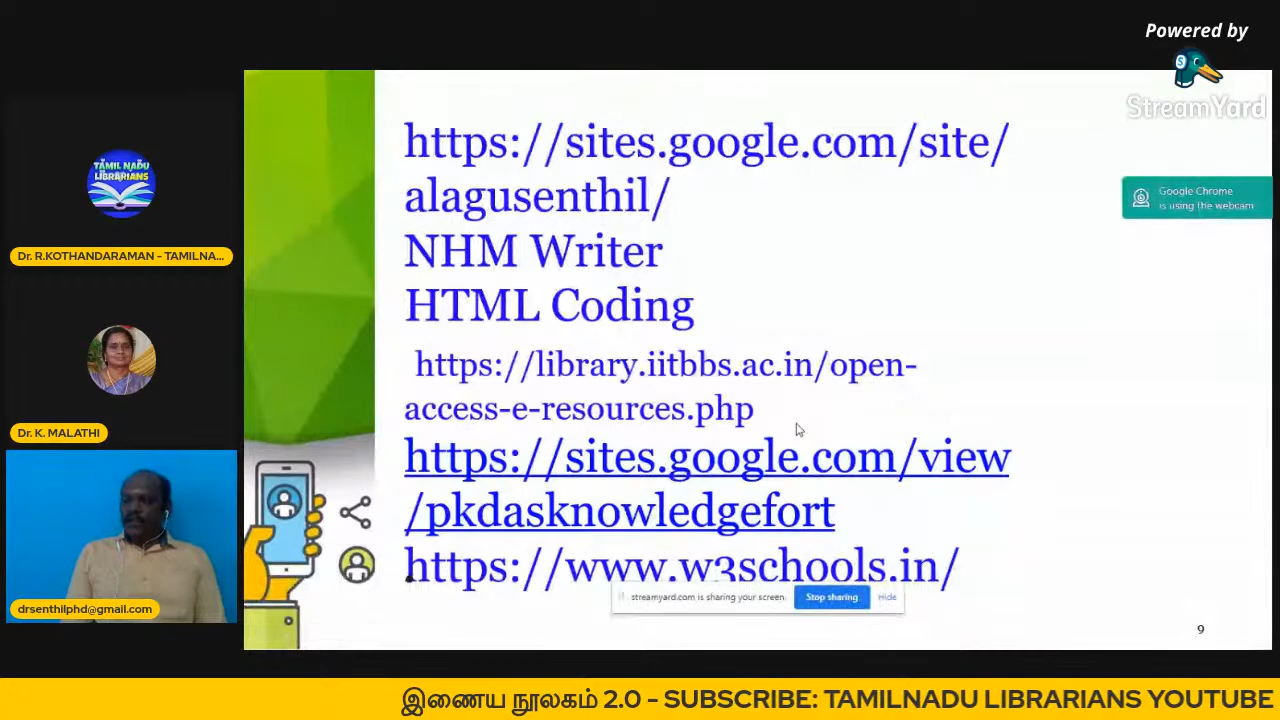 Powered by
StreamYard
TAMIL NADU
LIBRARIANS
Dr. R.KOTHANDARAMAN - TAMILNA...
Dr. K. MALATHI
drsenthilphd@gmail.com
https://sites.google.com/site/
alagusenthil/
NHM Writer
HTML Coding
https://library.iitbbs.ac.in/open-
access-e-resources.php
https://sites.google.com/view
/pkdasknowledgefort
https://www.w3schools.in/
Google Chrome
is using the webcam
streamyard.com is sharing your screen.
Stop sharing
Hide
9
இணைய நூலகம் 2.0 - SUBSCRIBE: TAMILNADU LIBRARIANS YOUTUBE